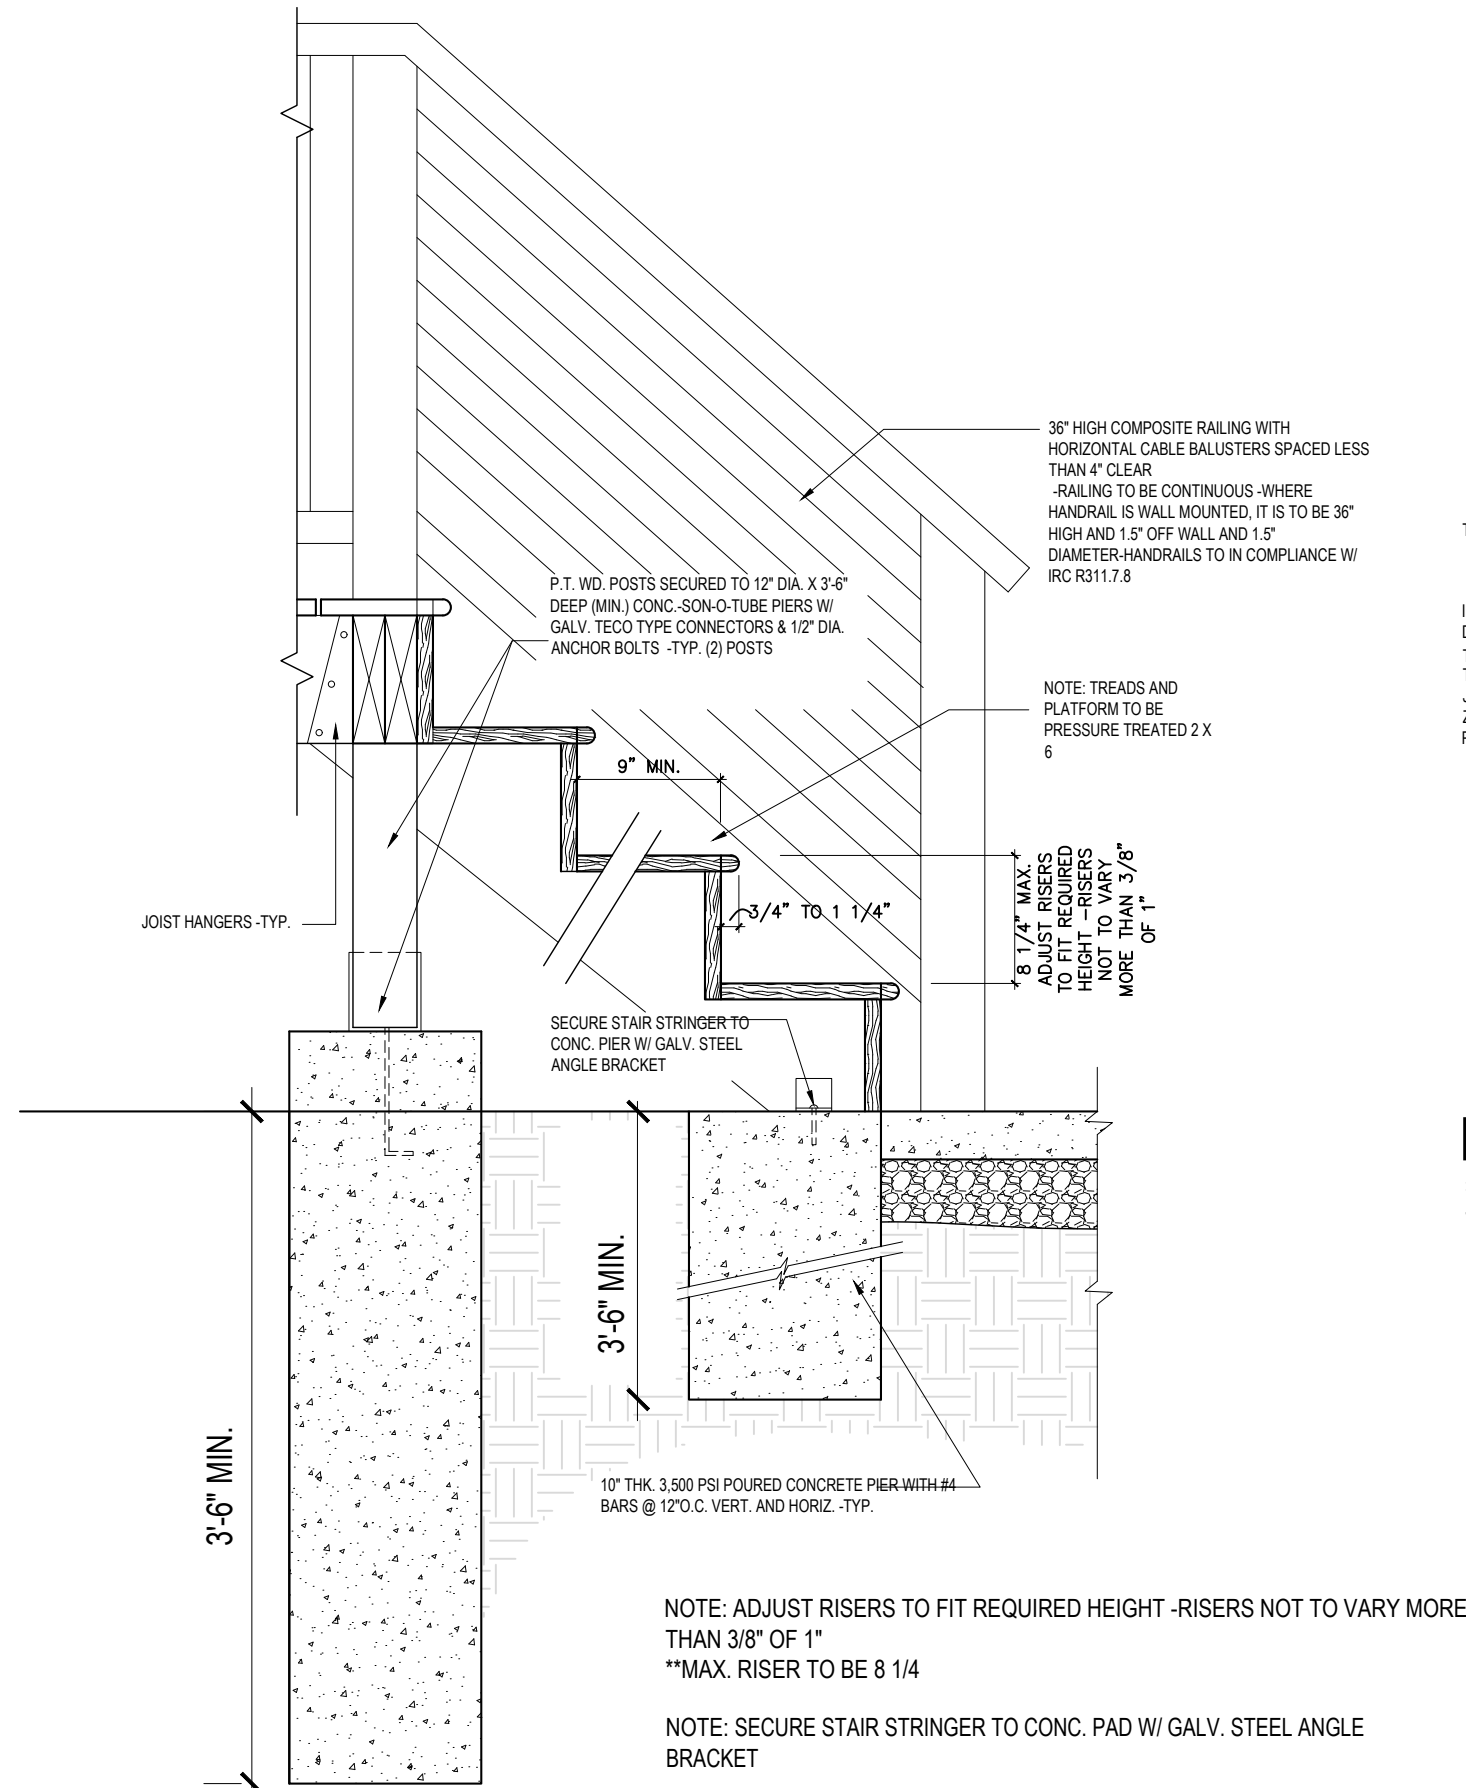 36" HIGH COMPOSITE RAILING WITH
HORIZONTAL CABLE BALUSTERS SPACED LESS
THAN 4" CLEAR
-RAILING TO BE CONTINUOUS -WHERE
HANDRAIL IS WALL MOUNTED, IT IS TO BE 36"
HIGH AND 1.5" OFF WALL AND 1.5"
DIAMETER-HANDRAILS TO IN COMPLIANCE W/
IRC R311.7.8
P.T. WD. POSTS SECURED TO 12" DIA. X 3'-6"
DEEP (MIN.) CONC.-SON-O-TUBE PIERS W/
GALV. TECO TYPE CONNECTORS & 1/2" DIA.
ANCHOR BOLTS -TYP. (2) POSTS
NOTE: TREADS AND
PLATFORM TO BE
PRESSURE TREATED 2 X
6
9" MIN.
8 1/4" MAX.
ADJUST RISERS
TO FIT REQUIRED
HEIGHT -RISERS
NOT TO VARY
MORE THAN 3/8"
OF 1"
3/4" TO 1 1/4"
JOIST HANGERS -TYP.
SECURE STAIR STRINGER TO
CONC. PIER W/ GALV. STEEL
ANGLE BRACKET
3'-6" MIN.
3'-6" MIN.
10" THK. 3,500 PSI POURED CONCRETE PIER WITH #4
BARS @ 12"O.C. VERT. AND HORIZ. -TYP.
NOTE: ADJUST RISERS TO FIT REQUIRED HEIGHT -RISERS NOT TO VARY MORE
THAN 3/8" OF 1"
**MAX. RISER TO BE 8 1/4
NOTE: SECURE STAIR STRINGER TO CONC. PAD W/ GALV. STEEL ANGLE
BRACKET